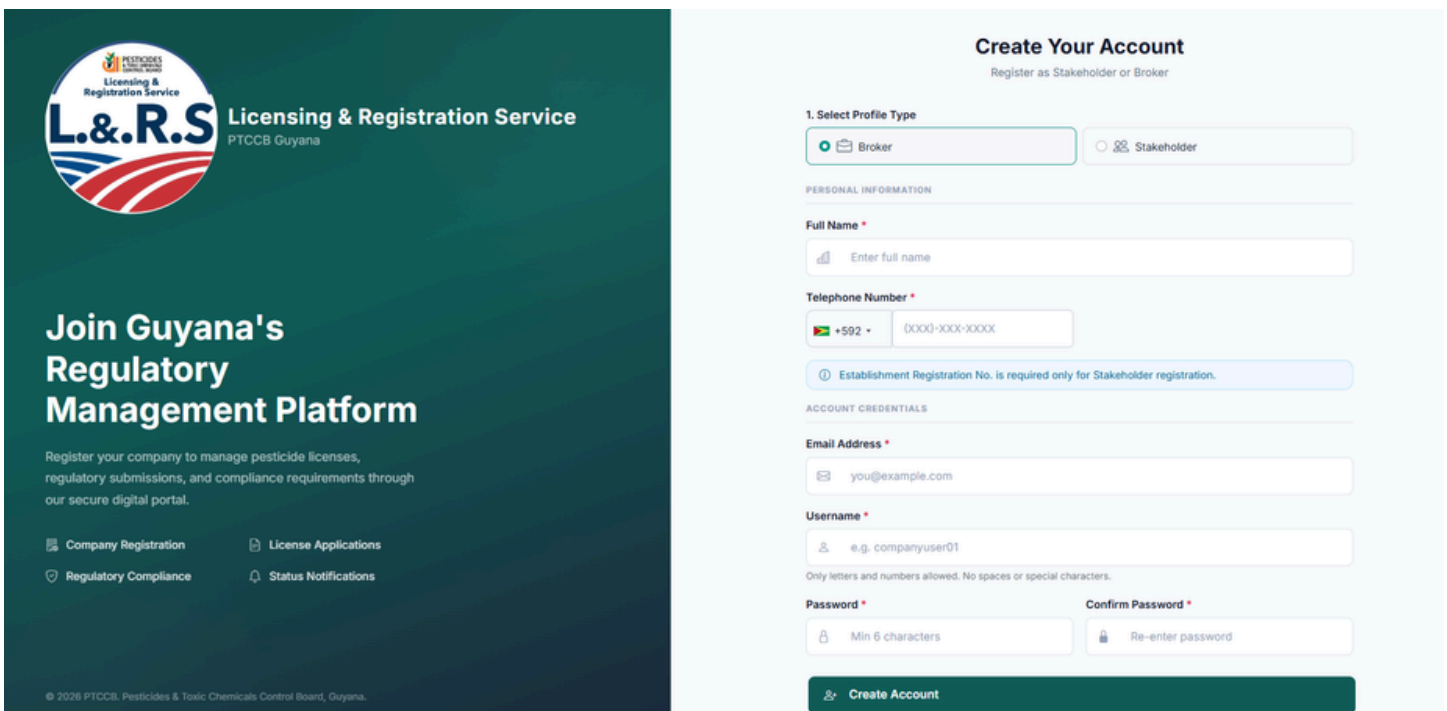 PESTICIDES
& TOXIC CHEMICALS
CONTROL BOARD
Licensing &
Registration Service
L.&.R.S
Licensing & Registration Service
PTCCB Guyana
Join Guyana's
Regulatory
Management Platform
Register your company to manage pesticide licenses,
regulatory submissions, and compliance requirements through
our secure digital portal.
Company Registration
License Applications
Regulatory Compliance
Status Notifications
© 2026 PTCCB. Pesticides & Toxic Chemicals Control Board, Guyana.
Create Your Account
Register as Stakeholder or Broker
1. Select Profile Type
Broker
Stakeholder
PERSONAL INFORMATION
Full Name *
Enter full name
Telephone Number *
+592
(XXX)-XXX-XXXX
Establishment Registration No. is required only for Stakeholder registration.
ACCOUNT CREDENTIALS
Email Address *
you@example.com
Username *
e.g. companyuser01
Only letters and numbers allowed. No spaces or special characters.
Password *
Confirm Password *
Min 6 characters
Re-enter password
Create Account